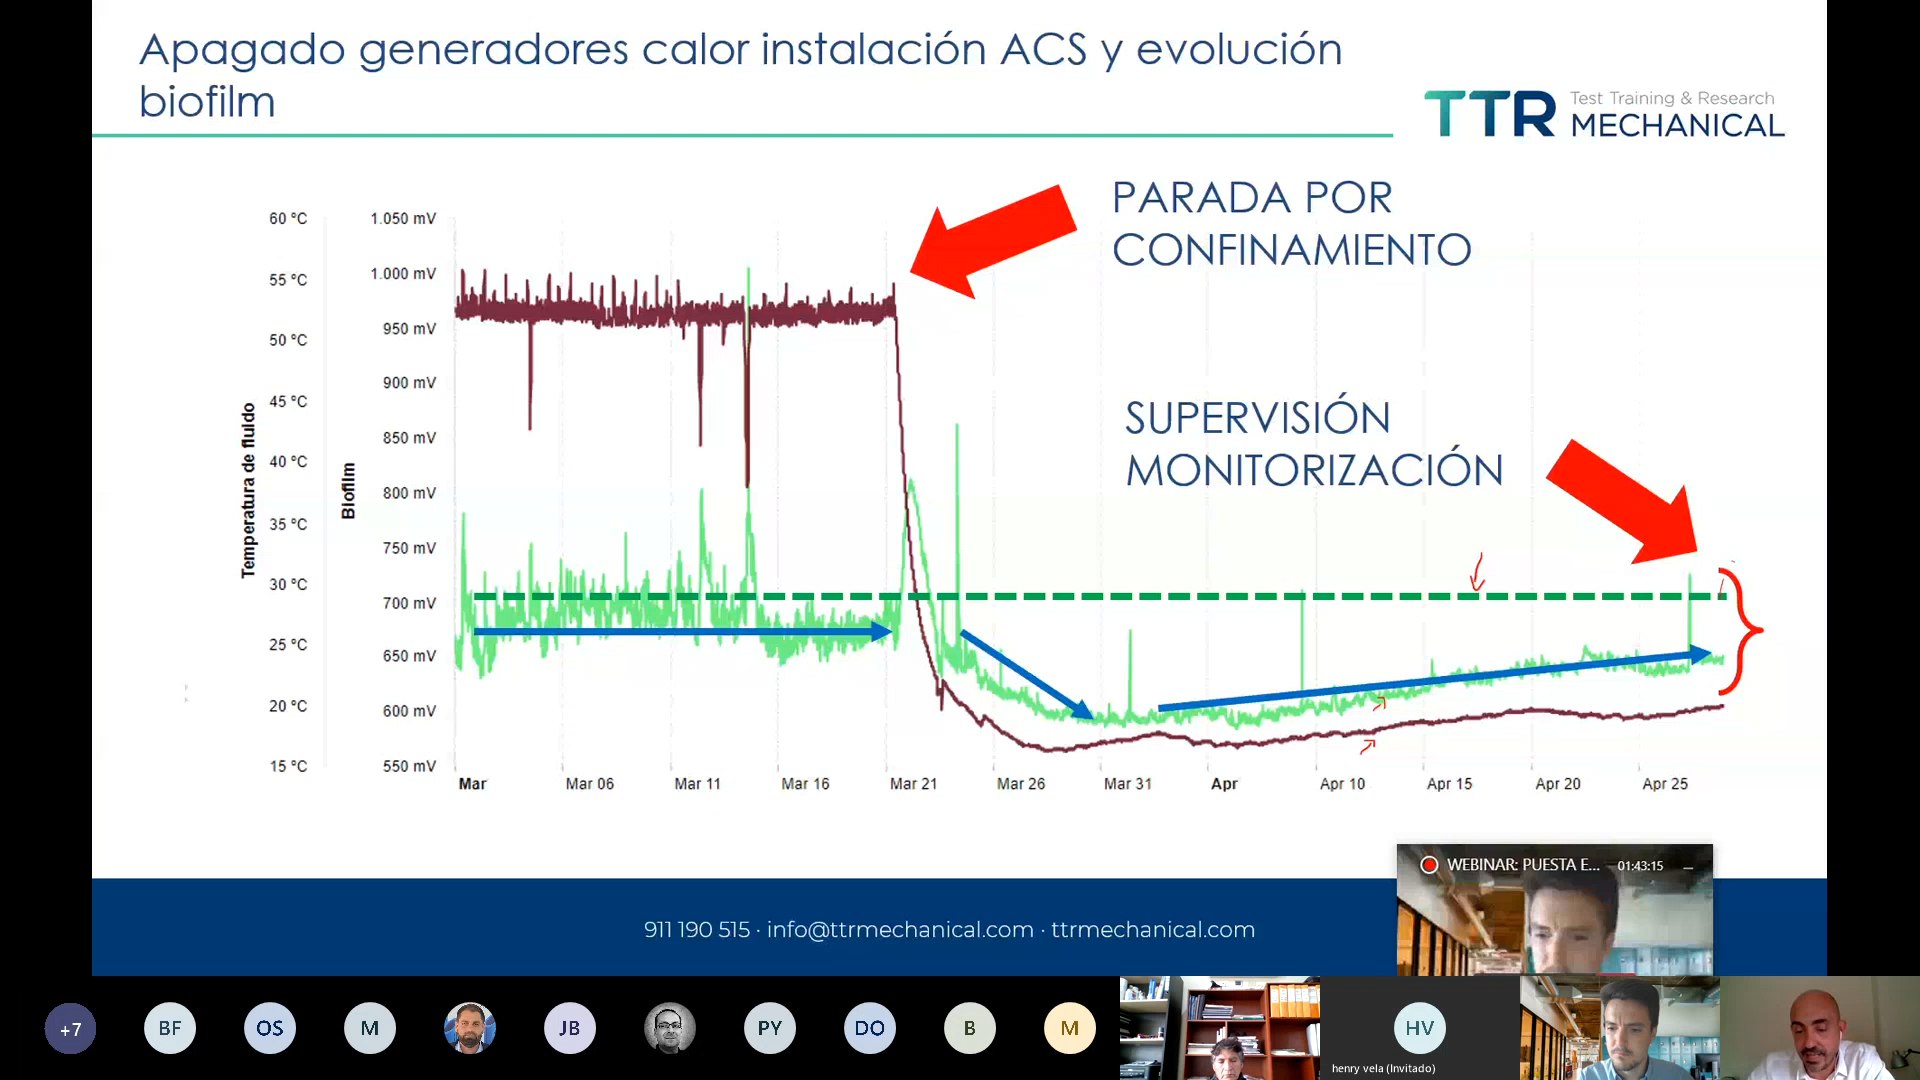 Apagado generadores calor instalación ACS y evolución
biofilm
TTR Test Training & Research
MECHANICAL
PARADA POR
CONFINAMIENTO
SUPERVISIÓN
MONITORIZACIÓN
Temperatura de fluido
60 °C
55 °C
50 °C
45 °C
40 °C
35 °C
30 °C
25 °C
20 °C
15 °C
Biofilm
1.050 mV
1.000 mV
950 mV
900 mV
850 mV
800 mV
750 mV
700 mV
650 mV
600 mV
550 mV
Mar Mar 06 Mar 11 Mar 16 Mar 21 Mar 26 Mar 31 Apr Apr 10 Apr 15 Apr 20 Apr 25
WEBINAR: PUESTA E... 01:43:15
911 190 515 · info@ttrmechanical.com · ttrmechanical.com
+7 BF OS M JB PY DO B M HV
henry vela (Invitado)